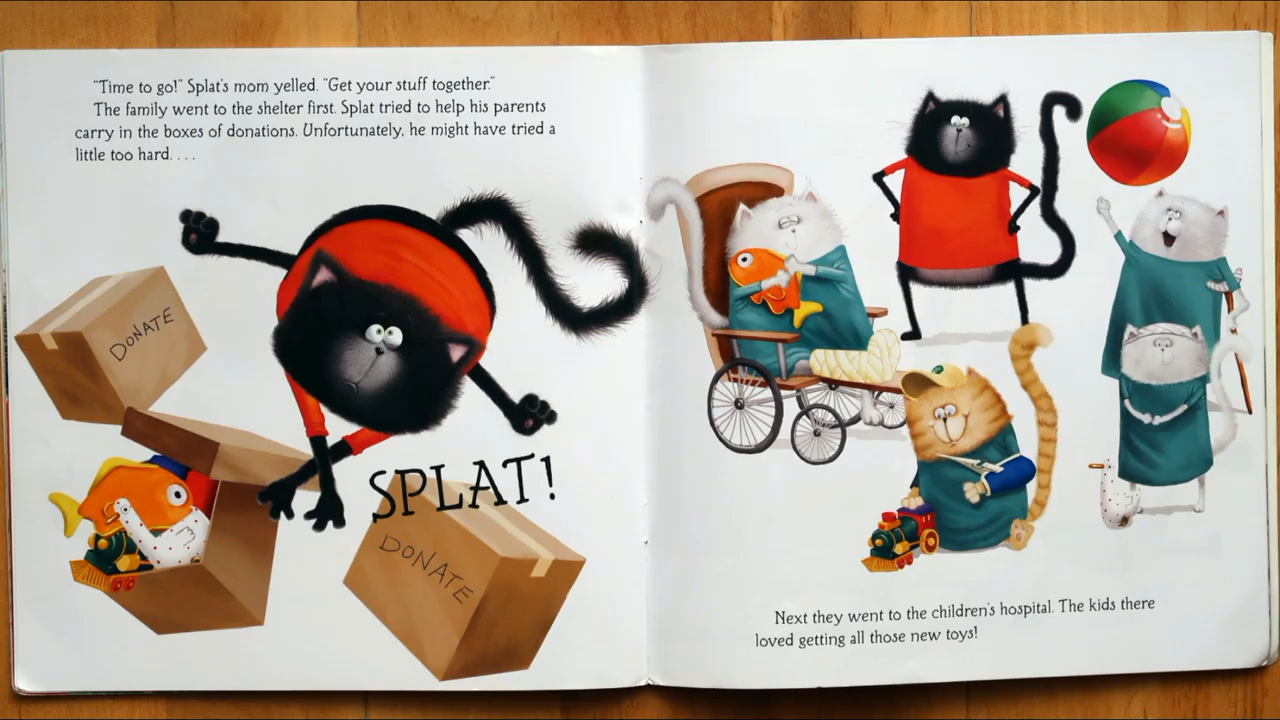 "Time to go!" Splat's mom yelled. "Get your stuff together."
The family went to the shelter first. Splat tried to help his parents
carry in the boxes of donations. Unfortunately, he might have tried a
little too hard. . . .
DONATE
SPLAT!
DONATE
Next they went to the children's hospital. The kids there
loved getting all those new toys!